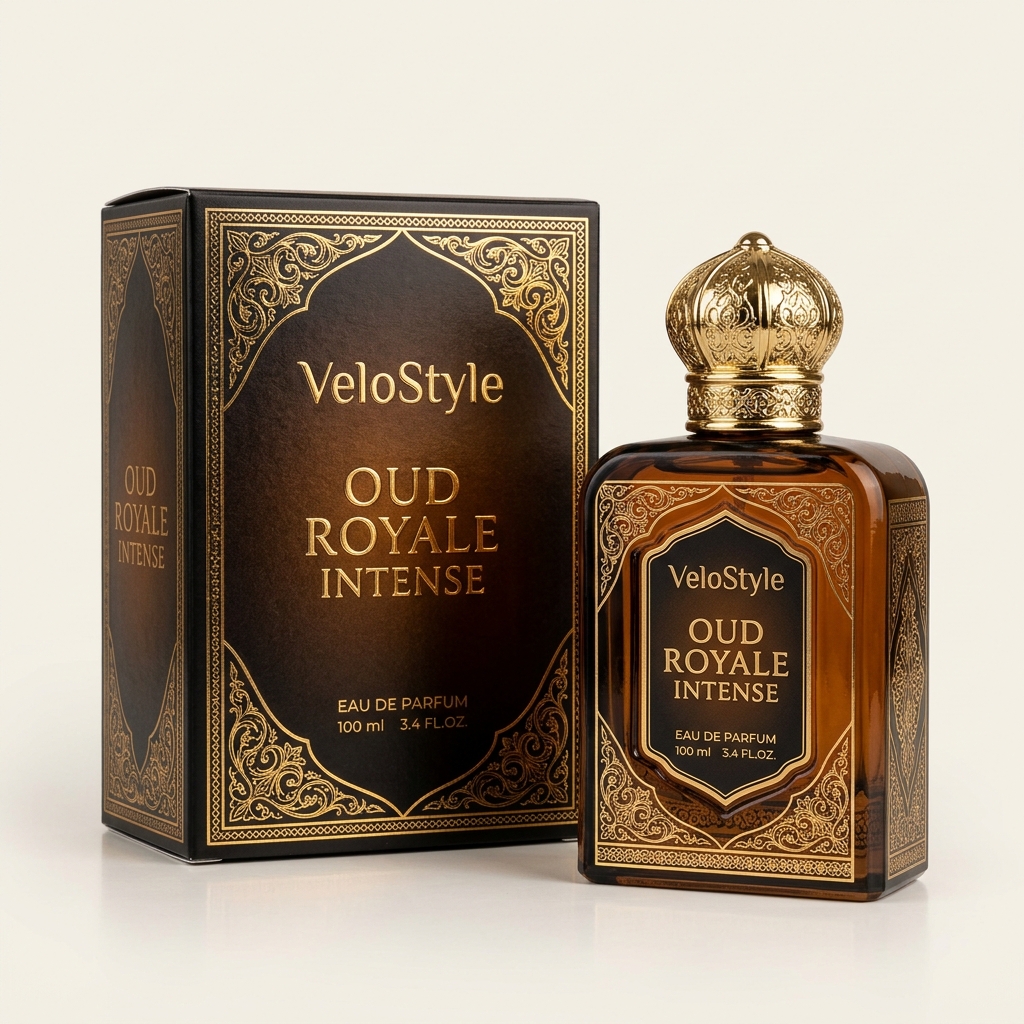 OUD
ROYALE
INTENSE
VeloStyle
OUD
ROYALE
INTENSE
EAU DE PARFUM
100 ml 3.4 FL.OZ.
VeloStyle
OUD
ROYALE
INTENSE
EAU DE PARFUM
100 ml 3.4 FL.OZ.